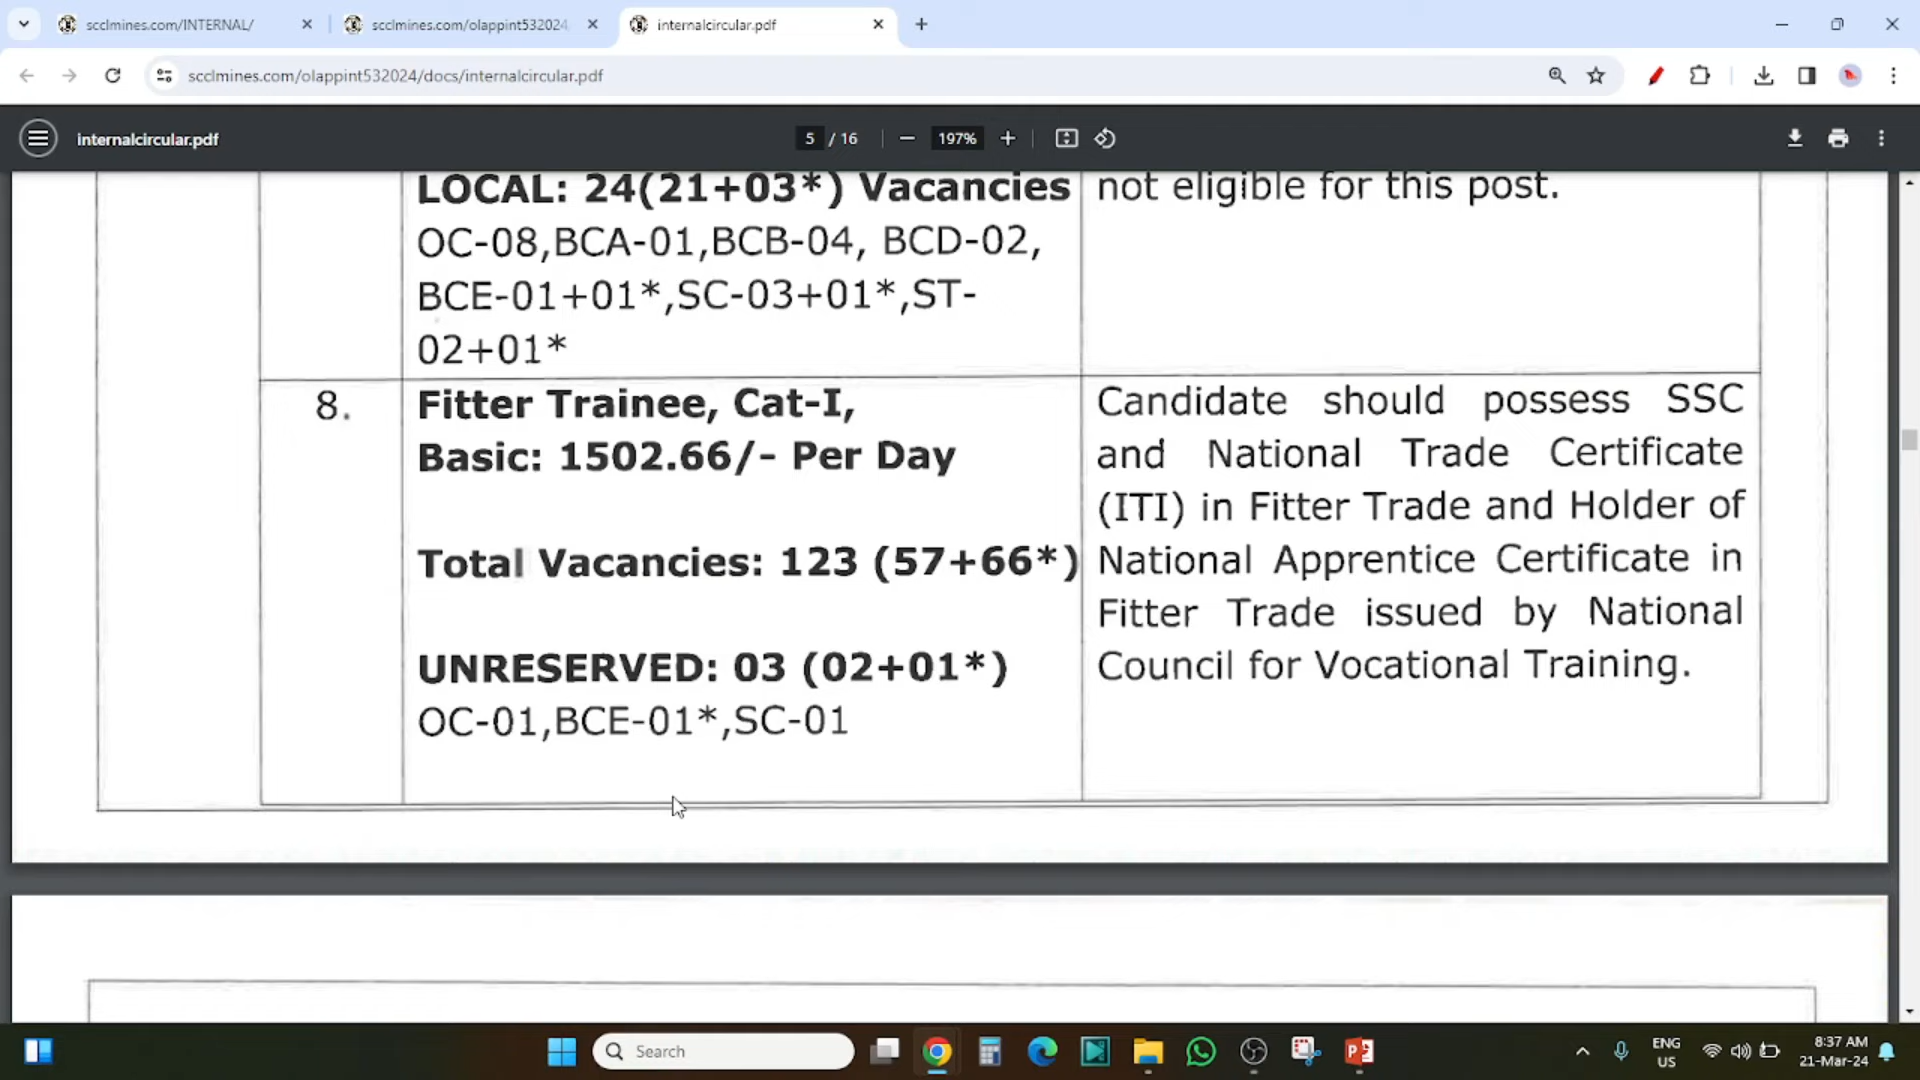 scclmines.com/INTERNAL/
scclmines.com/olappint532024
internalcircular.pdf
scclmines.com/olappint532024/docs/internalcircular.pdf
internalcircular.pdf
5 / 16
197%
LOCAL: 24(21+03*) Vacancies
OC-08,BCA-01,BCB-04, BCD-02,
BCE-01+01*,SC-03+01*,ST-
02+01*
not eligible for this post.
8.
Fitter Trainee, Cat-I,
Basic: 1502.66/- Per Day
Total Vacancies: 123 (57+66*)
UNRESERVED: 03 (02+01*)
OC-01,BCE-01*,SC-01
Candidate should possess SSC
and National Trade Certificate
(ITI) in Fitter Trade and Holder of
National Apprentice Certificate in
Fitter Trade issued by National
Council for Vocational Training.
Search
ENG
US
8:37 AM
21-Mar-24